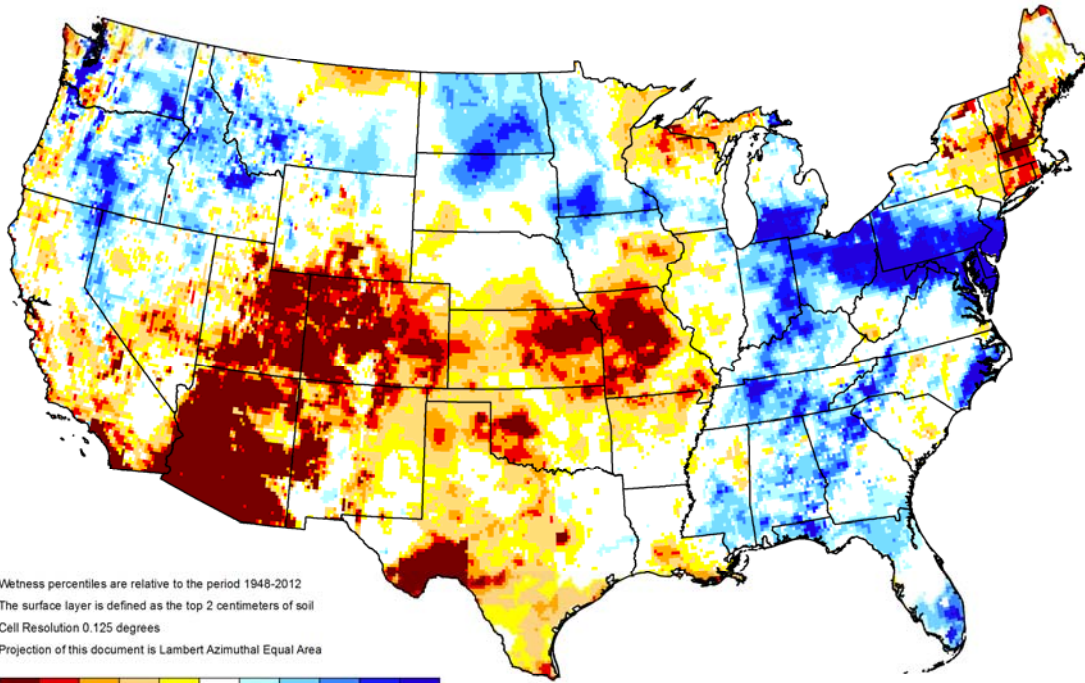 Wetness percentiles are relative to the period 1948-2012
The surface layer is defined as the top 2 centimeters of soil
Cell Resolution 0.125 degrees
Projection of this document is Lambert Azimuthal Equal Area